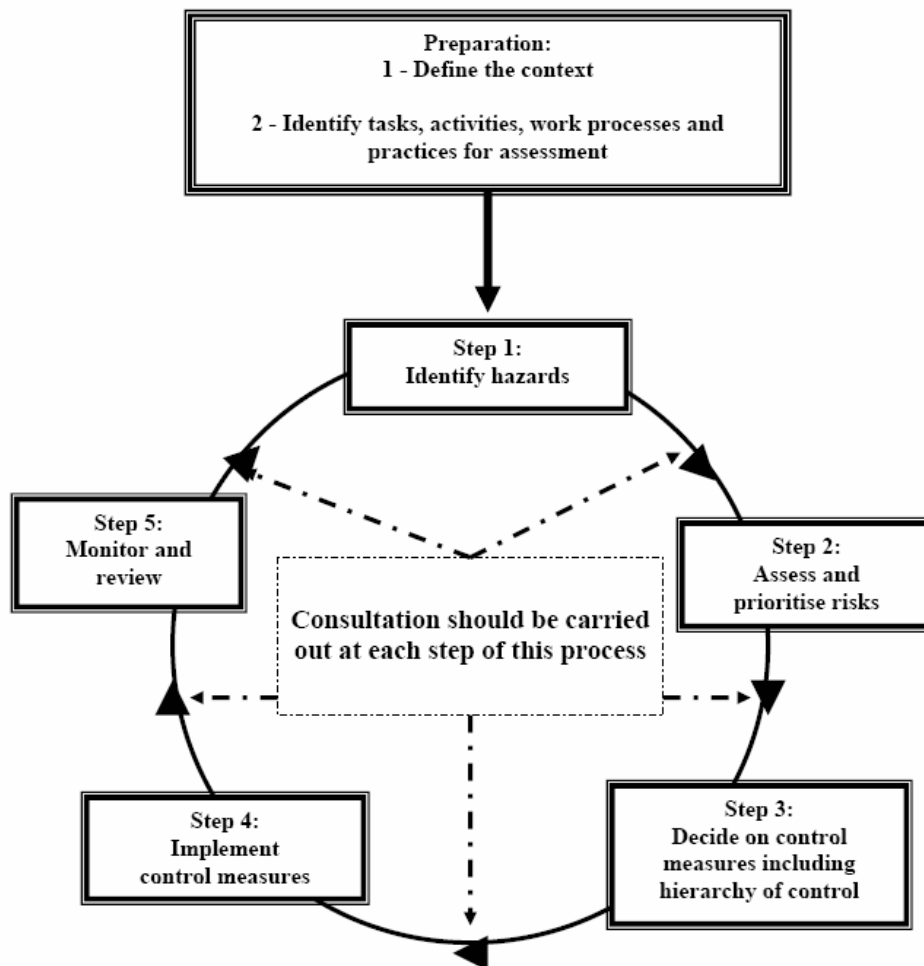 Preparation:
1 - Define the context
2 - Identify tasks, activities, work processes and
practices for assessment
Step 1:
Identify hazards
Step 2:
Assess and
prioritise risks
Step 3:
Decide on control
measures including
hierarchy of control
Step 4:
Implement
control measures
Step 5:
Monitor and
review
Consultation should be carried
out at each step of this process